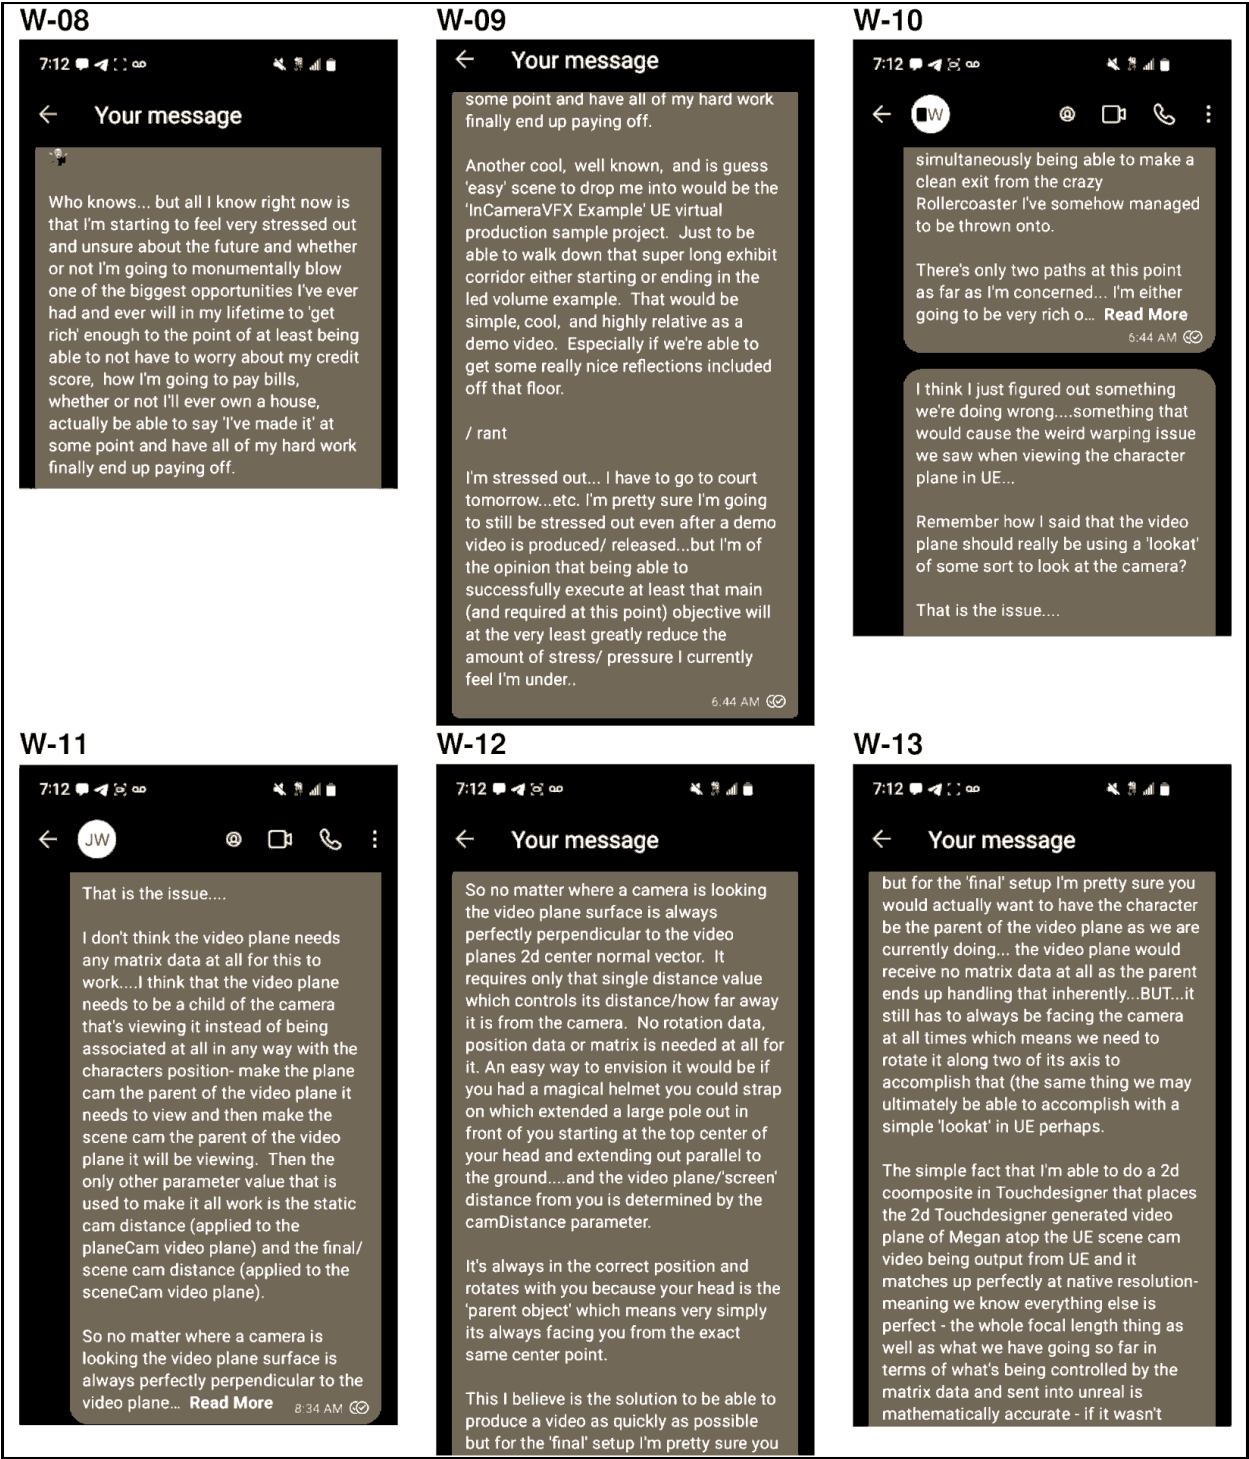 W-08
7:12
Your message
Who knows... but all I know right now is
that I'm starting to feel very stressed out
and unsure about the future and whether
or not I'm going to monumentally blow
one of the biggest opportunities I've ever
had and ever will in my lifetime to 'get
rich' enough to the point of at least being
able to not have to worry about my credit
score, how I'm going to pay bills,
whether or not I'll ever own a house,
actually be able to say 'I've made it' at
some point and have all of my hard work
finally end up paying off.
W-09
Your message
some point and have all of my hard work
finally end up paying off.
Another cool, well known, and is guess
'easy' scene to drop me into would be the
'InCameraVFX Example' UE virtual
production sample project. Just to be
able to walk down that super long exhibit
corridor either starting or ending in the
led volume example. That would be
simple, cool, and highly relative as a
demo video. Especially if we're able to
get some really nice reflections included
off that floor.
/ rant
I'm stressed out... I have to go to court
tomorrow...etc. I'm pretty sure I'm going
to still be stressed out even after a demo
video is produced/ released...but I'm of
the opinion that being able to
successfully execute at least that main
(and required at this point) objective will
at the very least greatly reduce the
amount of stress/ pressure I currently
feel I'm under..
6:44 AM
W-10
7:12
W
simultaneously being able to make a
clean exit from the crazy
Rollercoaster I've somehow managed
to be thrown onto.
There's only two paths at this point
as far as I'm concerned... I'm either
going to be very rich o... Read More
6:44 AM
I think I just figured out something
we're doing wrong....something that
would cause the weird warping issue
we saw when viewing the character
plane in UE...
Remember how I said that the video
plane should really be using a 'lookat'
of some sort to look at the camera?
That is the issue....
W-11
7:12
JW
That is the issue....
I don't think the video plane needs
any matrix data at all for this to
work....I think that the video plane
needs to be a child of the camera
that's viewing it instead of being
associated at all in any way with the
characters position- make the plane
cam the parent of the video plane it
needs to view and then make the
scene cam the parent of the video
plane it will be viewing. Then the
only other parameter value that is
used to make it all work is the static
cam distance (applied to the
planeCam video plane) and the final/
scene cam distance (applied to the
sceneCam video plane).
So no matter where a camera is
looking the video plane surface is
always perfectly perpendicular to the
video plane... Read More
8:34 AM
W-12
7:12
Your message
So no matter where a camera is looking
the video plane surface is always
perfectly perpendicular to the video
planes 2d center normal vector. It
requires only that single distance value
which controls its distance/how far away
it is from the camera. No rotation data,
position data or matrix is needed at all for
it. An easy way to envision it would be if
you had a magical helmet you could strap
on which extended a large pole out in
front of you starting at the top center of
your head and extending out parallel to
the ground....and the video plane/'screen'
distance from you is determined by the
camDistance parameter.
It's always in the correct position and
rotates with you because your head is the
'parent object' which means very simply
its always facing you from the exact
same center point.
This I believe is the solution to be able to
produce a video as quickly as possible
but for the 'final' setup I'm pretty sure you
W-13
7:12
Your message
but for the 'final' setup I'm pretty sure you
would actually want to have the character
be the parent of the video plane as we are
currently doing... the video plane would
receive no matrix data at all as the parent
ends up handling that inherently...BUT...it
still has to always be facing the camera
at all times which means we need to
rotate it along two of its axis to
accomplish that (the same thing we may
ultimately be able to accomplish with a
simple 'lookat' in UE perhaps.
The simple fact that I'm able to do a 2d
coomposite in Touchdesigner that places
the 2d Touchdesigner generated video
plane of Megan atop the UE scene cam
video being output from UE and it
matches up perfectly at native resolution-
meaning we know everything else is
perfect - the whole focal length thing as
well as what we have going so far in
terms of what's being controlled by the
matrix data and sent into unreal is
mathematically accurate - if it wasn't